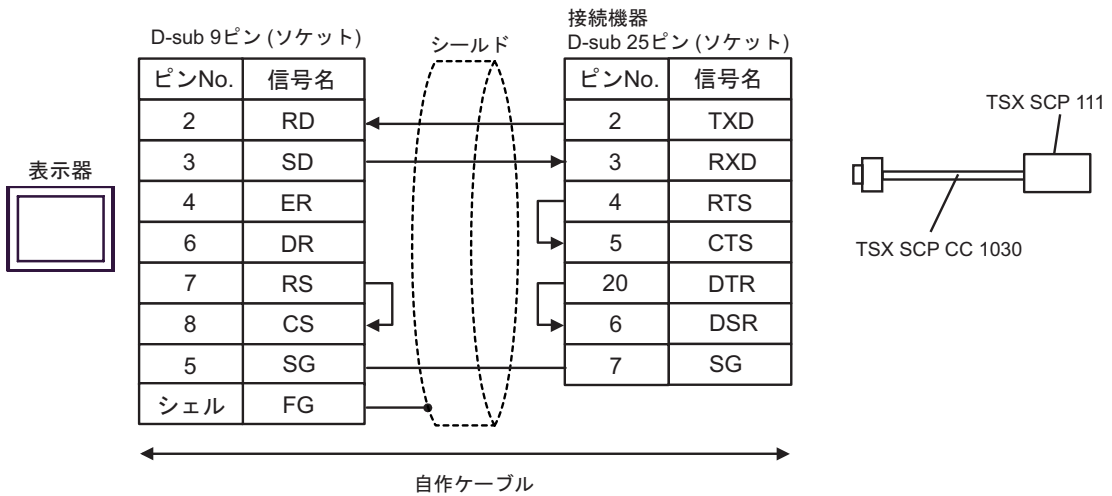 接続機器
D-sub 9ピン (ソケット)
シールド
D-sub 25ピン (ソケット)
ピンNo. 信号名
ピンNo. 信号名
2 RD
2 TXD
3 SD
3 RXD
4 ER
4 RTS
6 DR
5 CTS
7 RS
20 DTR
8 CS
6 DSR
5 SG
7 SG
シェル FG
表示器
TSX SCP 111
TSX SCP CC 1030
自作ケーブル